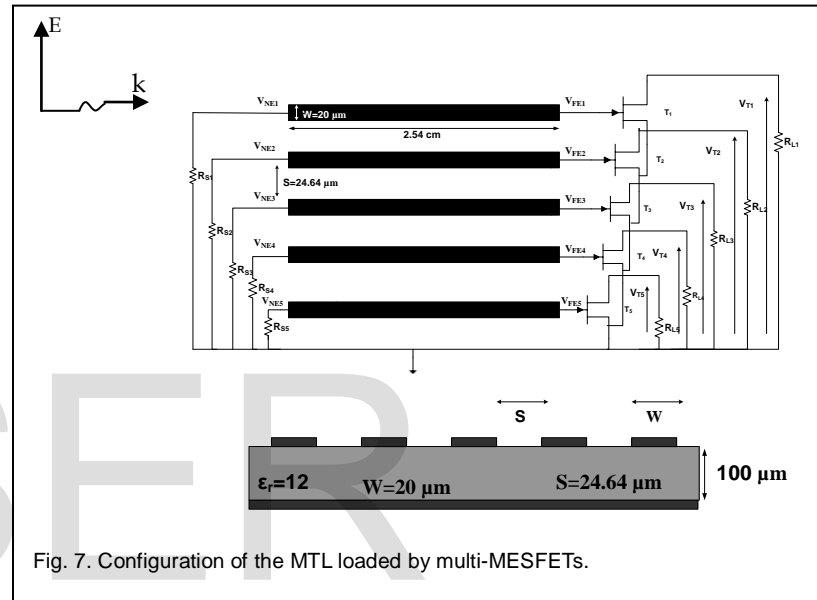 E
k
V_NE1
W=20 µm
V_FE1
T₁
V_T1
R_L1
2.54 cm
V_NE2
V_FE2
T₂
V_T2
R_S1
S=24.64 µm
R_L2
V_NE3
V_FE3
T₃
V_T3
R_S2
R_L3
V_NE4
V_FE4
T₄
V_T4
R_S3
R_S4
R_L4
V_NE5
V_FE5
T₅
V_T5
R_S5
R_L5
S
W
εr=12
W=20 µm
S=24.64 µm
100 µm
SER
Fig. 7. Configuration of the MTL loaded by multi-MESFETs.